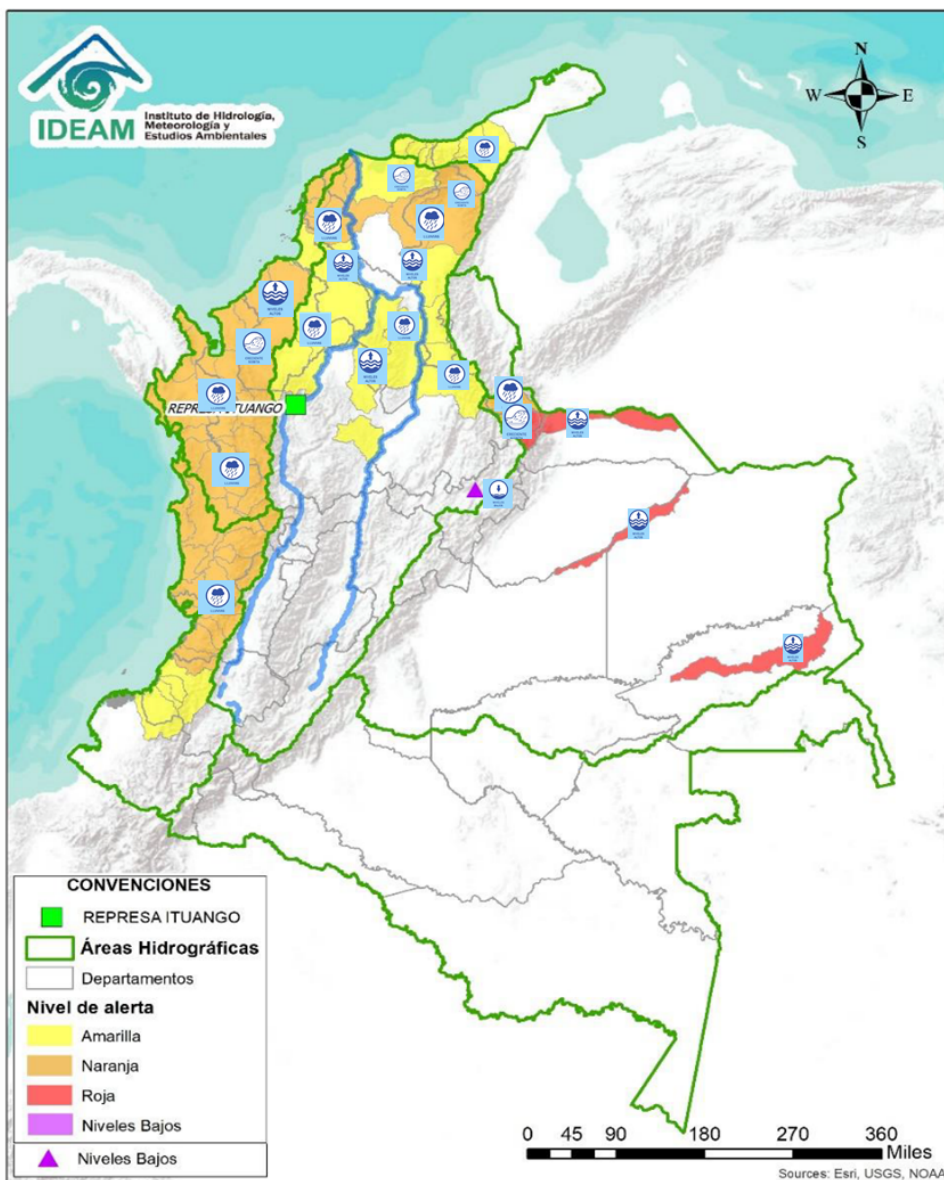 IDEAM
Instituto de Hidrología,
Meteorología y
Estudios Ambientales
N
W
E
S
REPRESA ITUANGO
CONVENCIONES
REPRESA ITUANGO
Áreas Hidrográficas
Departamentos
Nivel de alerta
Amarilla
Naranja
Roja
Niveles Bajos
Niveles Bajos
0 45 90 180 270 360
Miles
Sources: Esri, USGS, NOAA